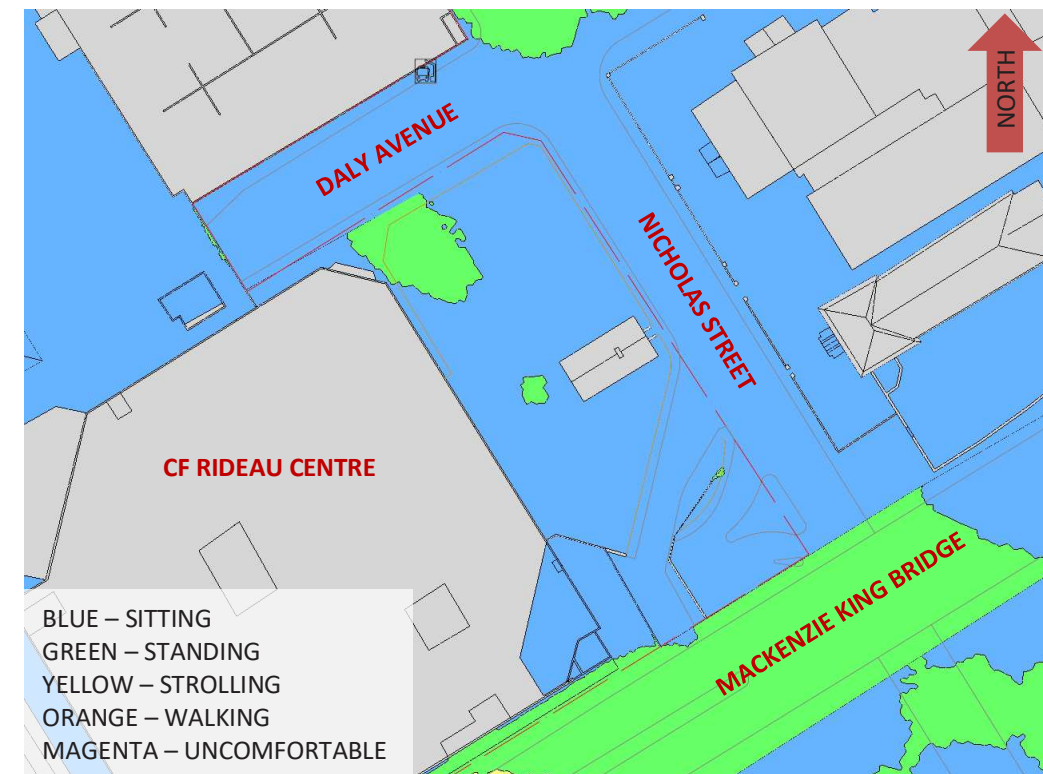 NORTH
DALY AVENUE
NICHOLAS STREET
CF RIDEAU CENTRE
MACKENZIE KING BRIDGE
BLUE – SITTING
GREEN – STANDING
YELLOW – STROLLING
ORANGE – WALKING
MAGENTA – UNCOMFORTABLE